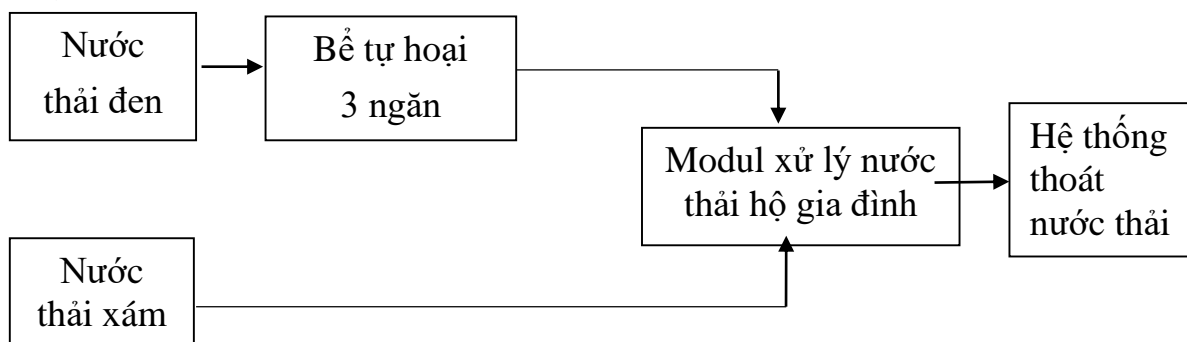 Nước
thải đen
Bể tự hoại
3 ngăn
Modul xử lý nước
thải hộ gia đình
Hệ thống
thoát
nước thải
Nước
thải xám